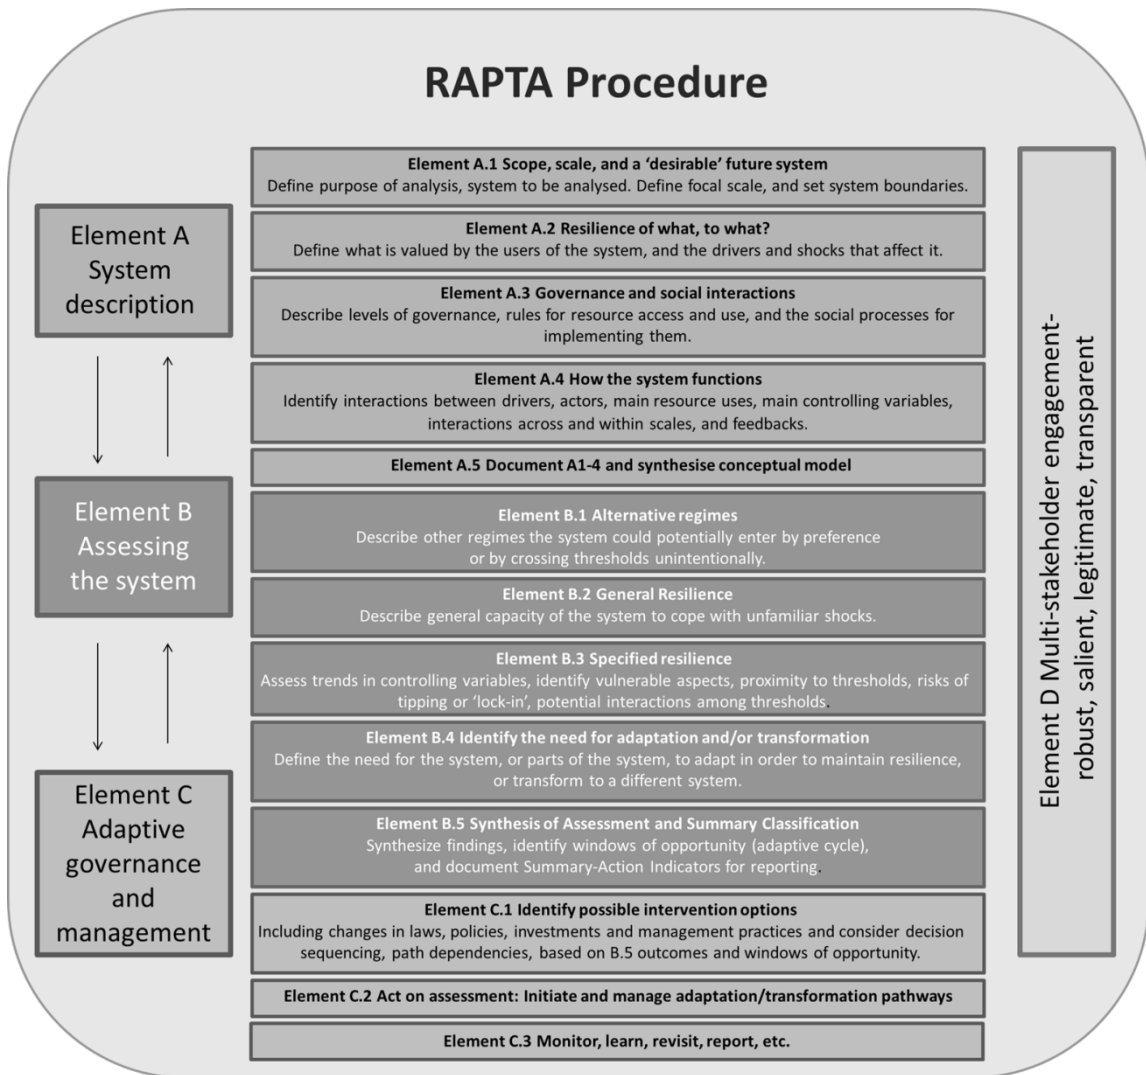 RAPTA Procedure
Element A
System
description
Element B
Assessing
the system
Element C
Adaptive
governance
and
management
Element A.1 Scope, scale, and a ‘desirable’ future system
Define purpose of analysis, system to be analysed. Define focal scale, and set system boundaries.
Element A.2 Resilience of what, to what?
Define what is valued by the users of the system, and the drivers and shocks that affect it.
Element A.3 Governance and social interactions
Describe levels of governance, rules for resource access and use, and the social processes for
implementing them.
Element A.4 How the system functions
Identify interactions between drivers, actors, main resource uses, main controlling variables,
interactions across and within scales, and feedbacks.
Element A.5 Document A1-4 and synthesise conceptual model
Element B.1 Alternative regimes
Describe other regimes the system could potentially enter by preference
or by crossing thresholds unintentionally.
Element B.2 General Resilience
Describe general capacity of the system to cope with unfamiliar shocks.
Element B.3 Specified resilience
Assess trends in controlling variables, identify vulnerable aspects, proximity to thresholds, risks of
tipping or ‘lock-in’, potential interactions among thresholds.
Element B.4 Identify the need for adaptation and/or transformation
Define the need for the system, or parts of the system, to adapt in order to maintain resilience,
or transform to a different system.
Element B.5 Synthesis of Assessment and Summary Classification
Synthesize findings, identify windows of opportunity (adaptive cycle),
and document Summary-Action Indicators for reporting.
Element C.1 Identify possible intervention options
Including changes in laws, policies, investments and management practices and consider decision
sequencing, path dependencies, based on B.5 outcomes and windows of opportunity.
Element C.2 Act on assessment: Initiate and manage adaptation/transformation pathways
Element C.3 Monitor, learn, revisit, report, etc.
Element D Multi-stakeholder engagement-
robust, salient, legitimate, transparent